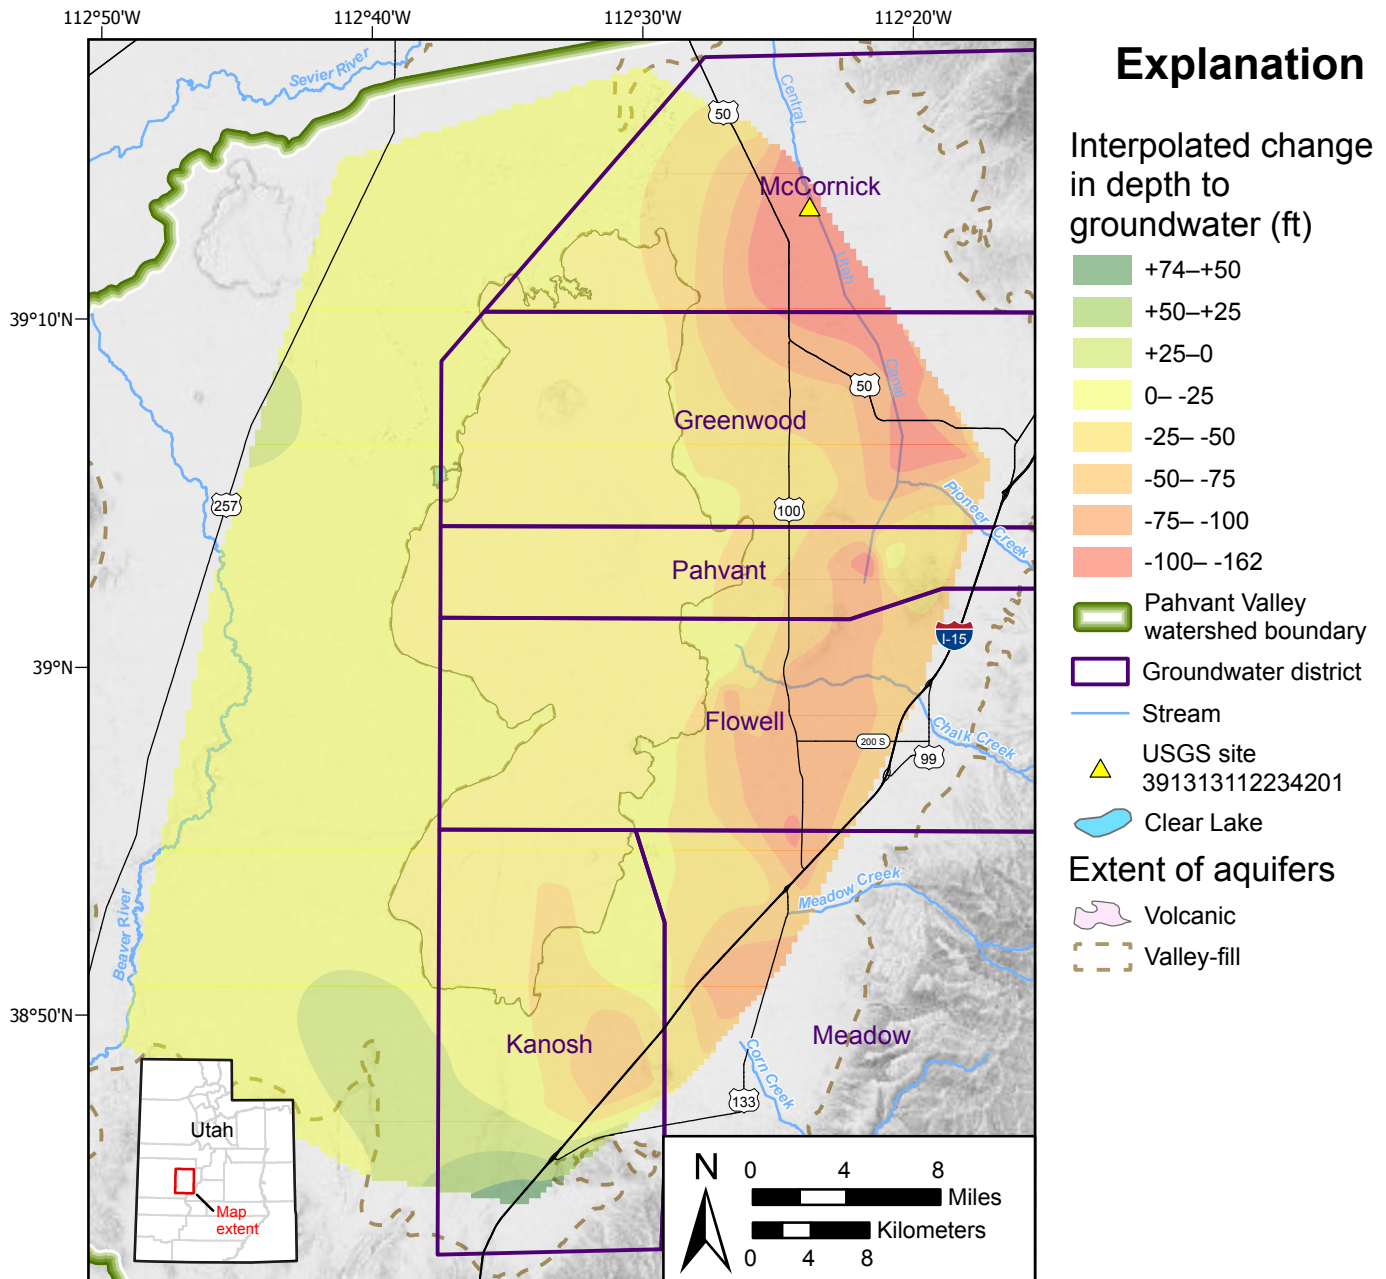 112°50'W
112°40'W
112°30'W
112°20'W
39°10'N
39°N
38°50'N
Sevier River
Central
50
McCornick
Utah
Canal
50
Greenwood
257
100
Pioneer Creek
Pahvant
I-15
Flowell
200 S
Chalk Creek
99
Meadow Creek
Beaver River
Kanosh
Meadow
Corn Creek
133
Utah
Map
extent
N
0 4 8
Miles
Kilometers
0 4 8
Explanation
Interpolated change
in depth to
groundwater (ft)
+74–+50
+50–+25
+25–0
0– -25
-25– -50
-50– -75
-75– -100
-100– -162
Pahvant Valley
watershed boundary
Groundwater district
Stream
USGS site
391313112234201
Clear Lake
Extent of aquifers
Volcanic
Valley-fill